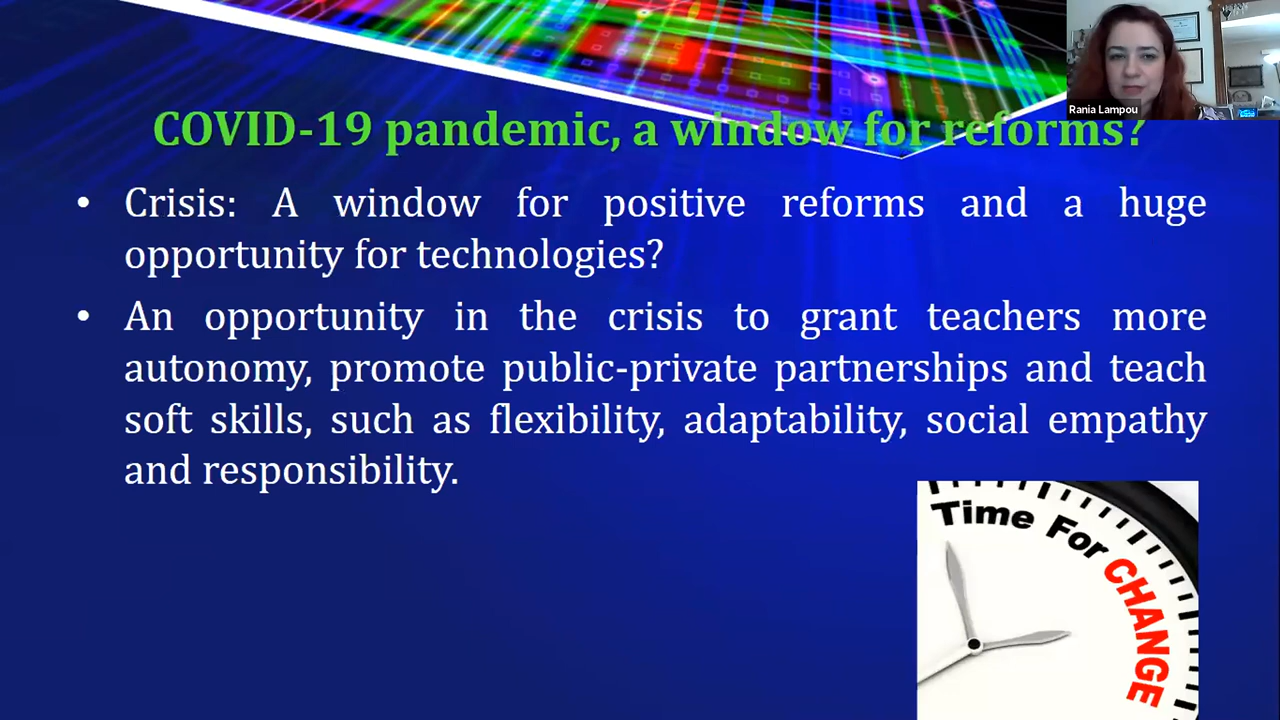 Rania Lampou
COVID-19 pandemic, a window for reforms?
• Crisis: A window for positive reforms and a huge
opportunity for technologies?
• An opportunity in the crisis to grant teachers more
autonomy, promote public-private partnerships and teach
soft skills, such as flexibility, adaptability, social empathy
and responsibility.
Time For CHANGE